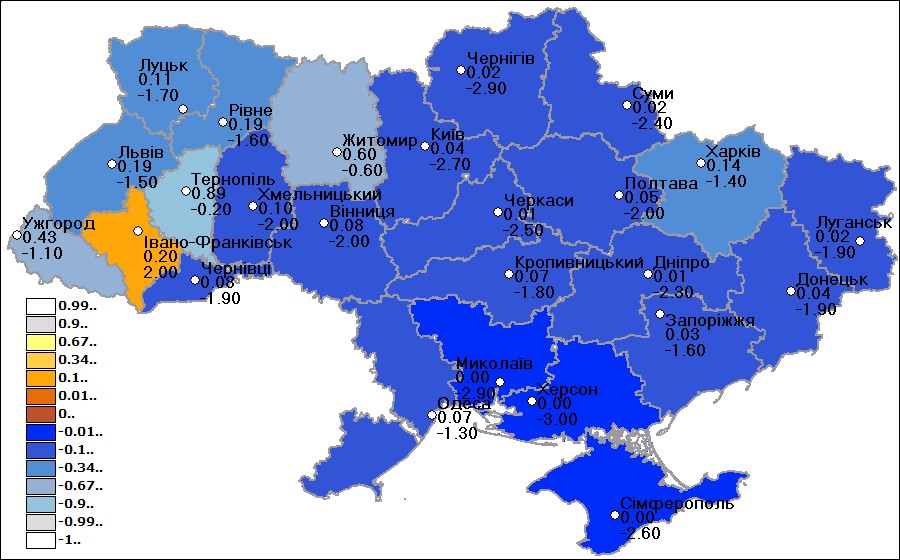 Чернігів
0.02
-2.90
Луцьк
0.11
-1.70
Суми
0.02
-2.40
Рівне
0.19
-1.60
Житомир
0.60
-0.60
Київ
0.04
-2.70
Львів
0.19
-1.50
Харків
0.14
-1.40
Тернопіль
0.89
-0.20
Хмельницький
0.10
-2.00
Вінниця
0.08
-2.00
Черкаси
0.01
-2.50
Полтава
0.05
-2.00
Ужгород
0.43
-1.10
Івано-Франківськ
0.20
2.00
Луганськ
0.02
-1.90
Чернівці
0.08
-1.90
Кропивницький
0.07
-1.80
Дніпро
0.01
-2.30
Донецьк
0.04
-1.90
Запоріжжя
0.03
-1.60
Миколаїв
0.00
-2.90
Херсон
0.00
-3.00
Одеса
0.07
-1.30
Сімферополь
0.00
-2.60
0.99..
0.9..
0.67..
0.34..
0.1..
0.01..
0..
-0.01..
-0.1..
-0.34..
-0.67..
-0.9..
-0.99..
-1..